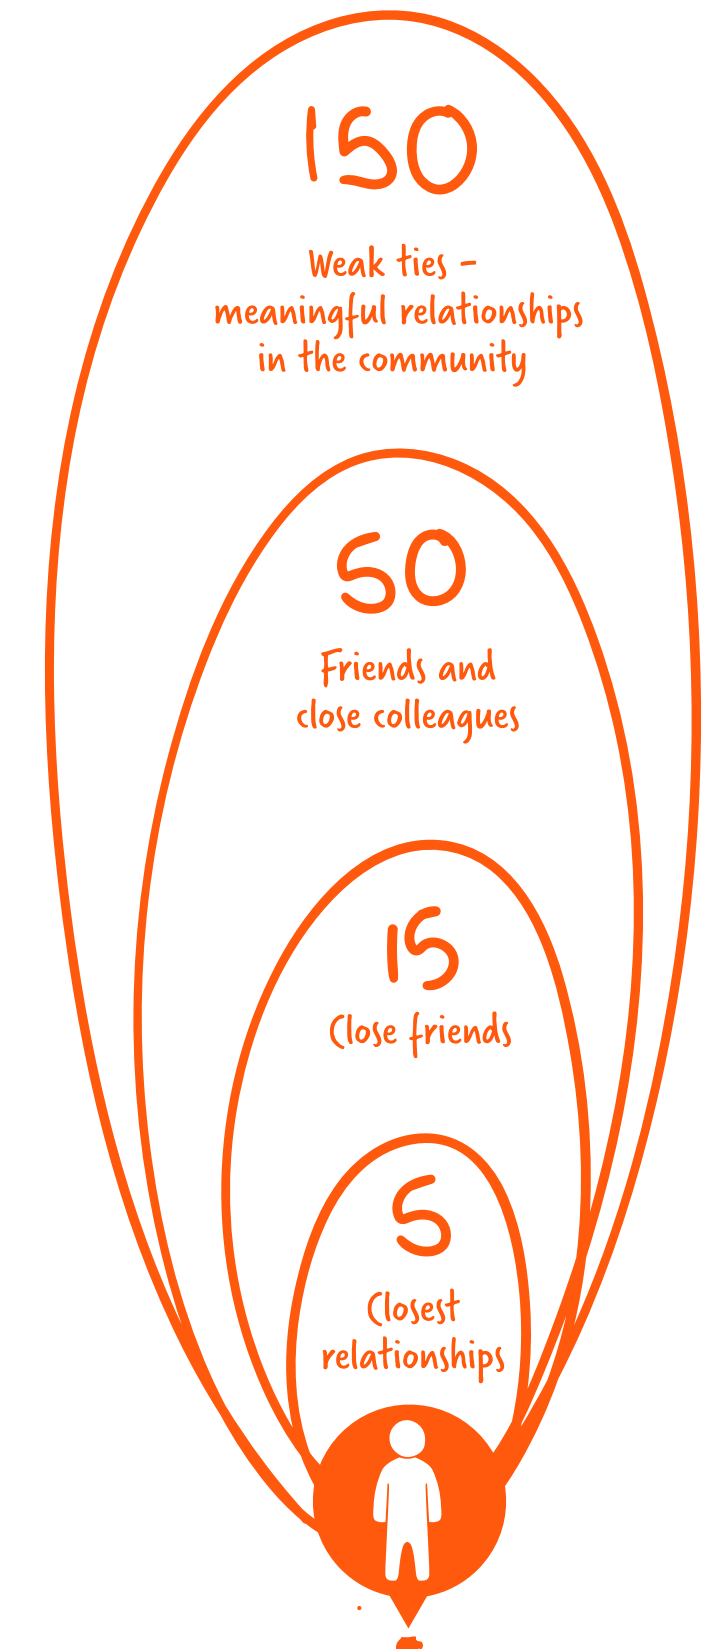 150
Weak ties -
meaningful relationships
in the community
50
Friends and
close colleagues
15
Close friends
5
Closest
relationships